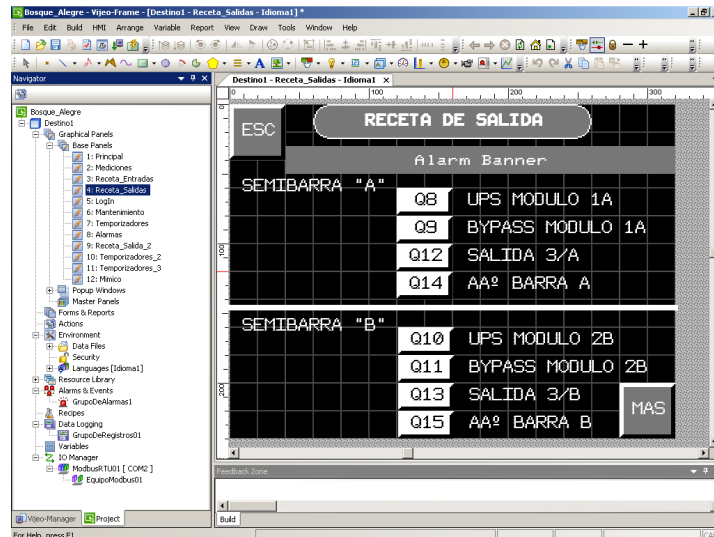 Bosque_Alegre - Vijeo-Frame - [Destino1 - Receta_Salidas - Idioma1] *
File Edit Build HMI Arrange Variable Report View Draw Tools Window Help
Navigator
Bosque_Alegre
Destino1
Graphical Panels
Base Panels
1: Principal
2: Mediciones
3: Receta_Entradas
4: Receta_Salidas
5: LogIn
6: Mantenimiento
7: Temporizadores
8: Alarmas
9: Receta_Salida_2
10: Temporizadores_2
11: Temporizadores_3
12: Mimico
Popup Windows
Master Panels
Forms & Reports
Actions
Environment
Data Files
Security
Languages [Idioma1]
Resource Library
Alarms & Events
GrupoDeAlarmas1
Recipes
Data Logging
GrupoDeRegistros01
Variables
IO Manager
ModbusRTU01 [ COM2 ]
EquipoModbus01
Vijeo-Manager Project
Destino1 - Receta_Salidas - Idioma1 x
0 100 200 300
100
200
ESC
RECETA DE SALIDA
Alarm Banner
SEMIBARRA "A"
Q8 UPS MODULO 1A
Q9 BYPASS MODULO 1A
Q12 SALIDA 3/A
Q14 AAº BARRA A
SEMIBARRA "B"
Q10 UPS MODULO 2B
Q11 BYPASS MODULO 2B
Q13 SALIDA 3/B
Q15 AAº BARRA B
MAS
Feedback Zone
Build
For Help, press F1